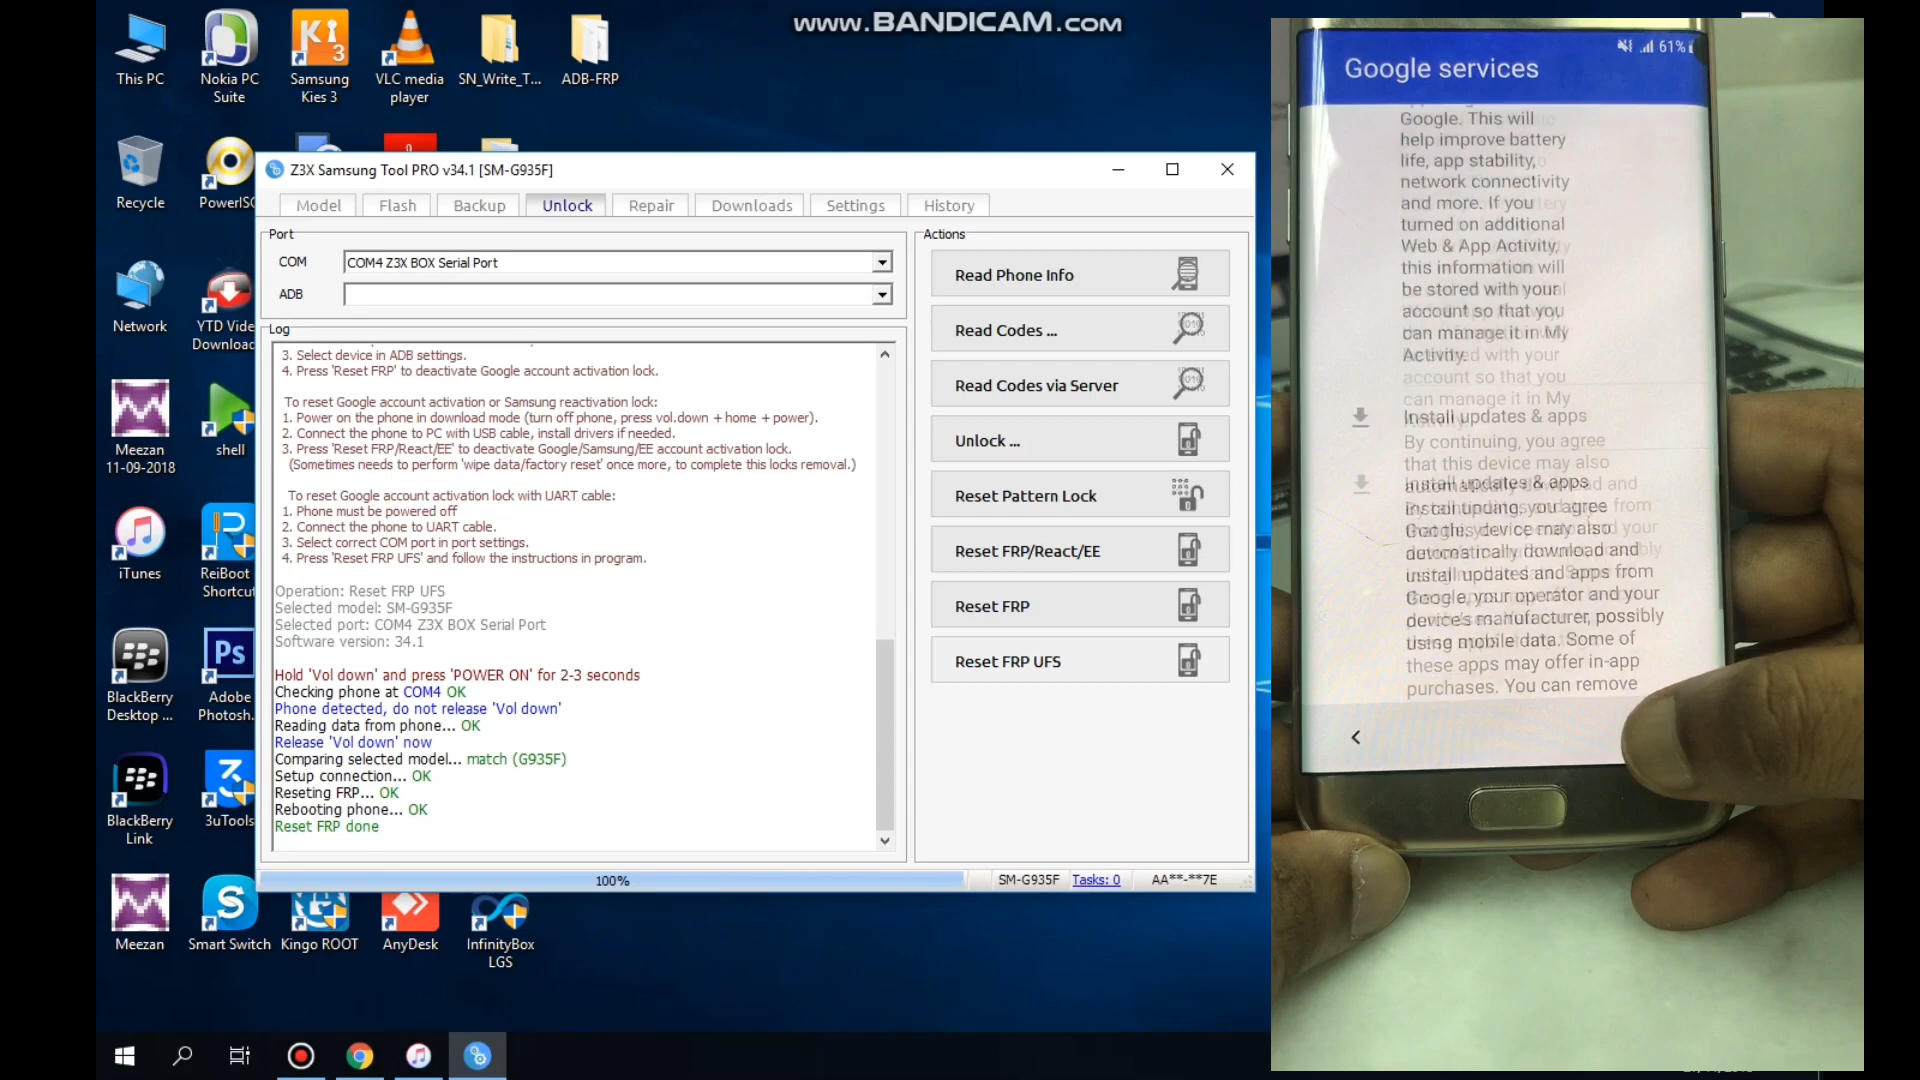 www.BANDICAM.com
This PC
Nokia PC
Suite
Samsung
Kies 3
VLC media
player
SN_Write_T...
ADB-FRP
Recycle
PowerISO
Network
YTD Vide
Download
Meezan
11-09-2018
shell
iTunes
ReiBoot
Shortcut
BlackBerry
Desktop ...
Adobe
Photosh.
BlackBerry
Link
3uTools
Meezan
Smart Switch
Kingo ROOT
AnyDesk
InfinityBox
LGS
Z3X Samsung Tool PRO v34.1 [SM-G935F]
Model
Flash
Backup
Unlock
Repair
Downloads
Settings
History
Port
COM
COM4 Z3X BOX Serial Port
ADB
Log
3. Select device in ADB settings.
4. Press 'Reset FRP' to deactivate Google account activation lock.
To reset Google account activation or Samsung reactivation lock:
1. Power on the phone in download mode (turn off phone, press vol.down + home + power).
2. Connect the phone to PC with USB cable, install drivers if needed.
3. Press 'Reset FRP/React/EE' to deactivate Google/Samsung/EE account activation lock.
(Sometimes needs to perform 'wipe data/factory reset' once more, to complete this locks removal.)
To reset Google account activation lock with UART cable:
1. Phone must be powered off
2. Connect the phone to UART cable.
3. Select correct COM port in port settings.
4. Press 'Reset FRP UFS' and follow the instructions in program.
Operation: Reset FRP UFS
Selected model: SM-G935F
Selected port: COM4 Z3X BOX Serial Port
Software version: 34.1
Hold 'Vol down' and press 'POWER ON' for 2-3 seconds
Checking phone at COM4 OK
Phone detected, do not release 'Vol down'
Reading data from phone... OK
Release 'Vol down' now
Comparing selected model... match (G935F)
Setup connection... OK
Reseting FRP... OK
Rebooting phone... OK
Reset FRP done
100%
SM-G935F
Tasks: 0
AA**-**7E
Actions
Read Phone Info
Read Codes ...
Read Codes via Server
Unlock ...
Reset Pattern Lock
Reset FRP/React/EE
Reset FRP
Reset FRP UFS
61%
Google services
Google. This will
help improve battery
life, app stability,
network connectivity
and more. If you
turned on additional
Web & App Activity,
this information will
be stored with your
account so that you
can manage it in My
Activity.
Install updates & apps
By continuing, you agree
that this device may also
automatically download and
install updates and apps from
Google, your operator and your
device's manufacturer, possibly
using mobile data. Some of
these apps may offer in-app
purchases. You can remove